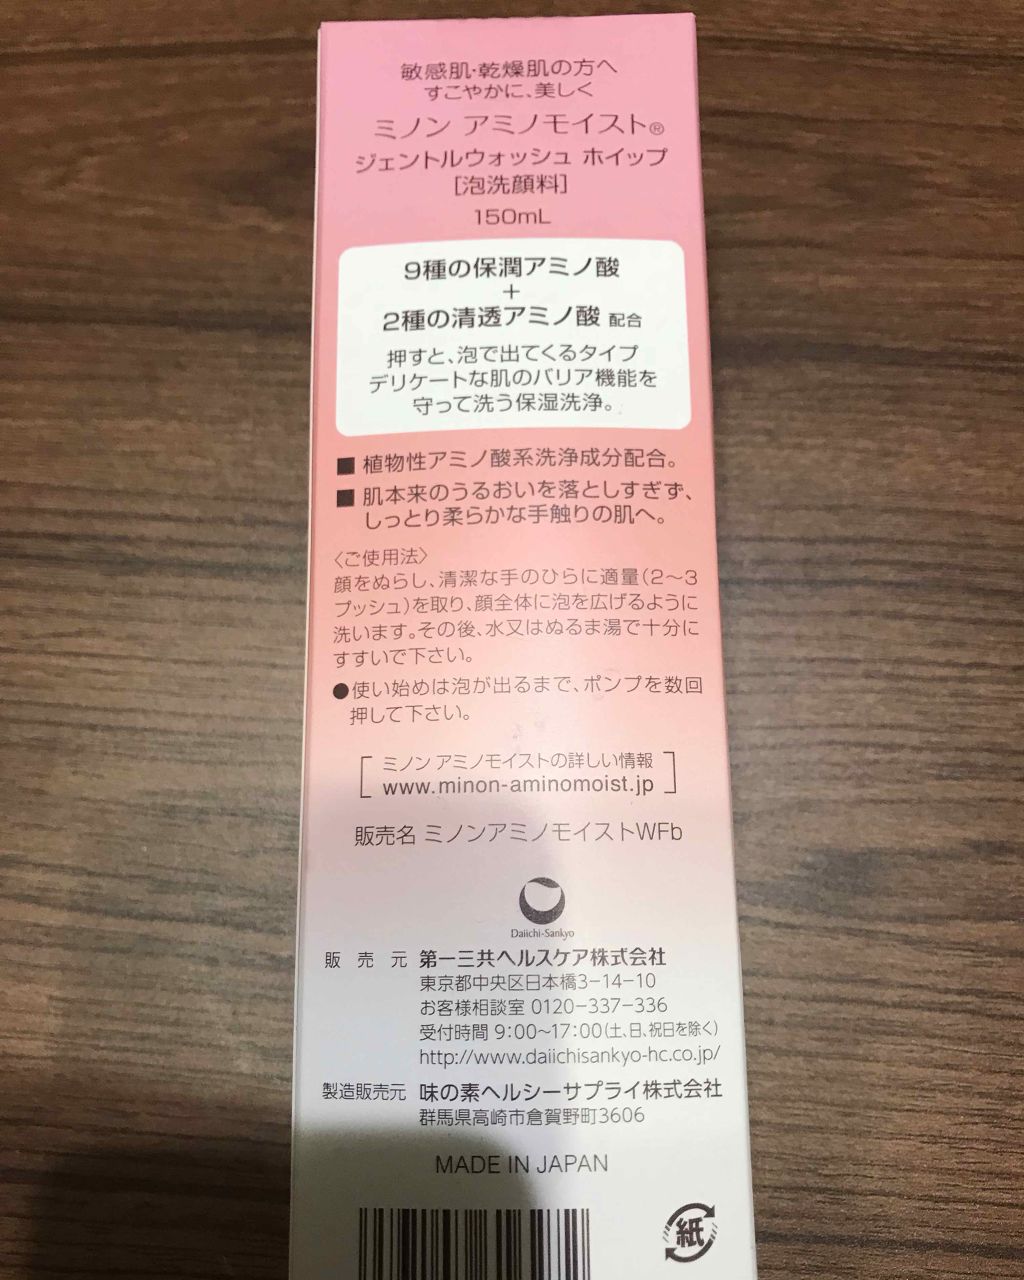 敏感肌・乾燥肌の方へ
すこやかに、美しく
ミノン アミノモイスト®
ジェントルウォッシュ ホイップ
［泡洗顔料］
150mL
9種の保潤アミノ酸
+
2種の清透アミノ酸 配合
押すと、泡で出てくるタイプ
デリケートな肌のバリア機能を
守って洗う保湿洗浄。
■ 植物性アミノ酸系洗浄成分配合。
■ 肌本来のうるおいを落としすぎず、
しっとり柔らかな手触りの肌へ。
〈ご使用法〉
顔をぬらし、清潔な手のひらに適量（2〜3
プッシュ）を取り、顔全体に泡を広げるように
洗います。その後、水又はぬるま湯で十分に
すすいで下さい。
●使い始めは泡が出るまで、ポンプを数回
押して下さい。
ミノン アミノモイストの詳しい情報
www.minon-aminomoist.jp
販売名 ミノンアミノモイストWFb
Daiichi-Sankyo
販売元 第一三共ヘルスケア株式会社
東京都中央区日本橋3-14-10
お客様相談室 0120-337-336
受付時間 9:00〜17:00（土、日、祝日を除く）
http://www.daiichisankyo-hc.co.jp/
製造販売元 味の素ヘルシーサプライ株式会社
群馬県高崎市倉賀野町3606
MADE IN JAPAN
紙